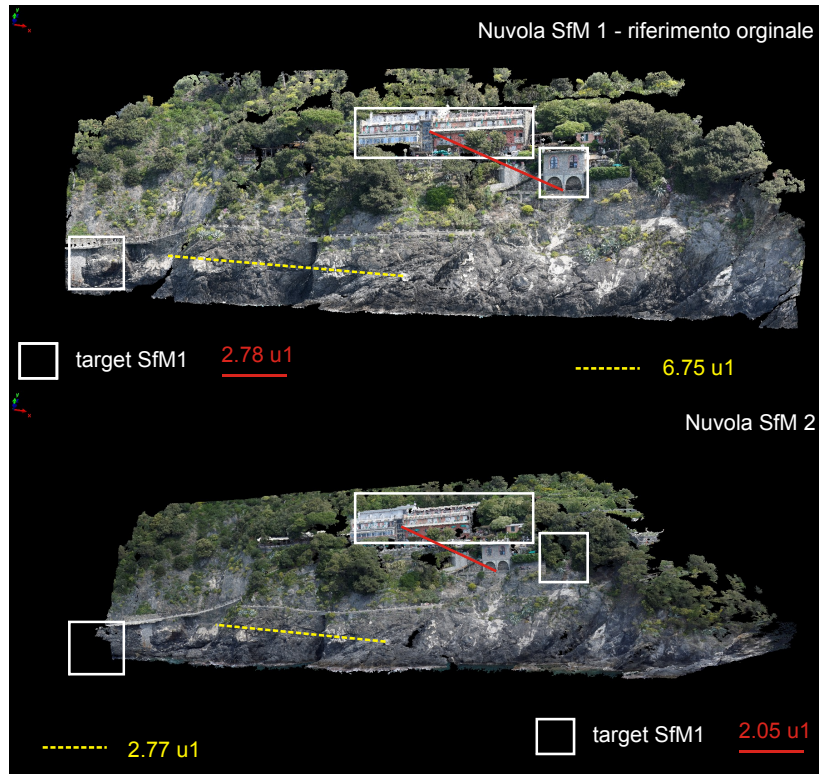 Nuvola SfM 1 - riferimento orginale
target SfM1
2.78 u1
6.75 u1
Nuvola SfM 2
2.77 u1
target SfM1
2.05 u1